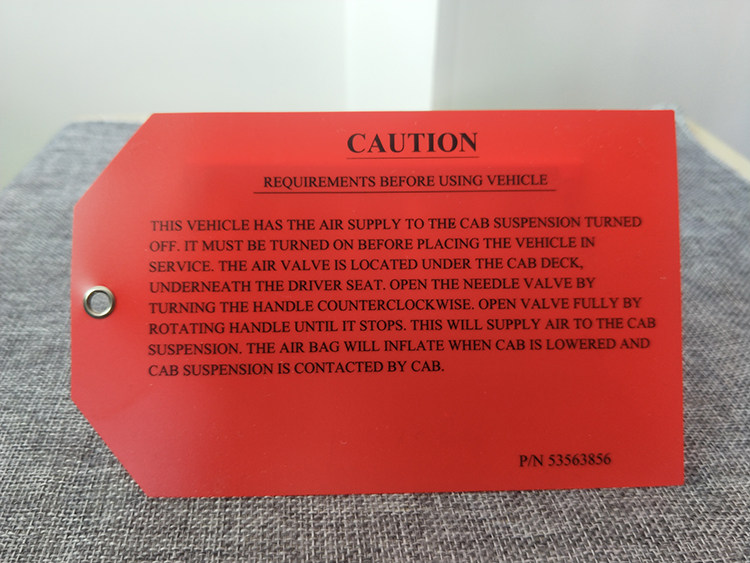 CAUTION
REQUIREMENTS BEFORE USING VEHICLE
THIS VEHICLE HAS THE AIR SUPPLY TO THE CAB SUSPENSION TURNED
OFF. IT MUST BE TURNED ON BEFORE PLACING THE VEHICLE IN
SERVICE. THE AIR VALVE IS LOCATED UNDER THE CAB DECK,
UNDERNEATH THE DRIVER SEAT. OPEN THE NEEDLE VALVE BY
TURNING THE HANDLE COUNTERCLOCKWISE. OPEN VALVE FULLY BY
ROTATING HANDLE UNTIL IT STOPS. THIS WILL SUPPLY AIR TO THE CAB
SUSPENSION. THE AIR BAG WILL INFLATE WHEN CAB IS LOWERED AND
CAB SUSPENSION IS CONTACTED BY CAB.
P/N 53563856